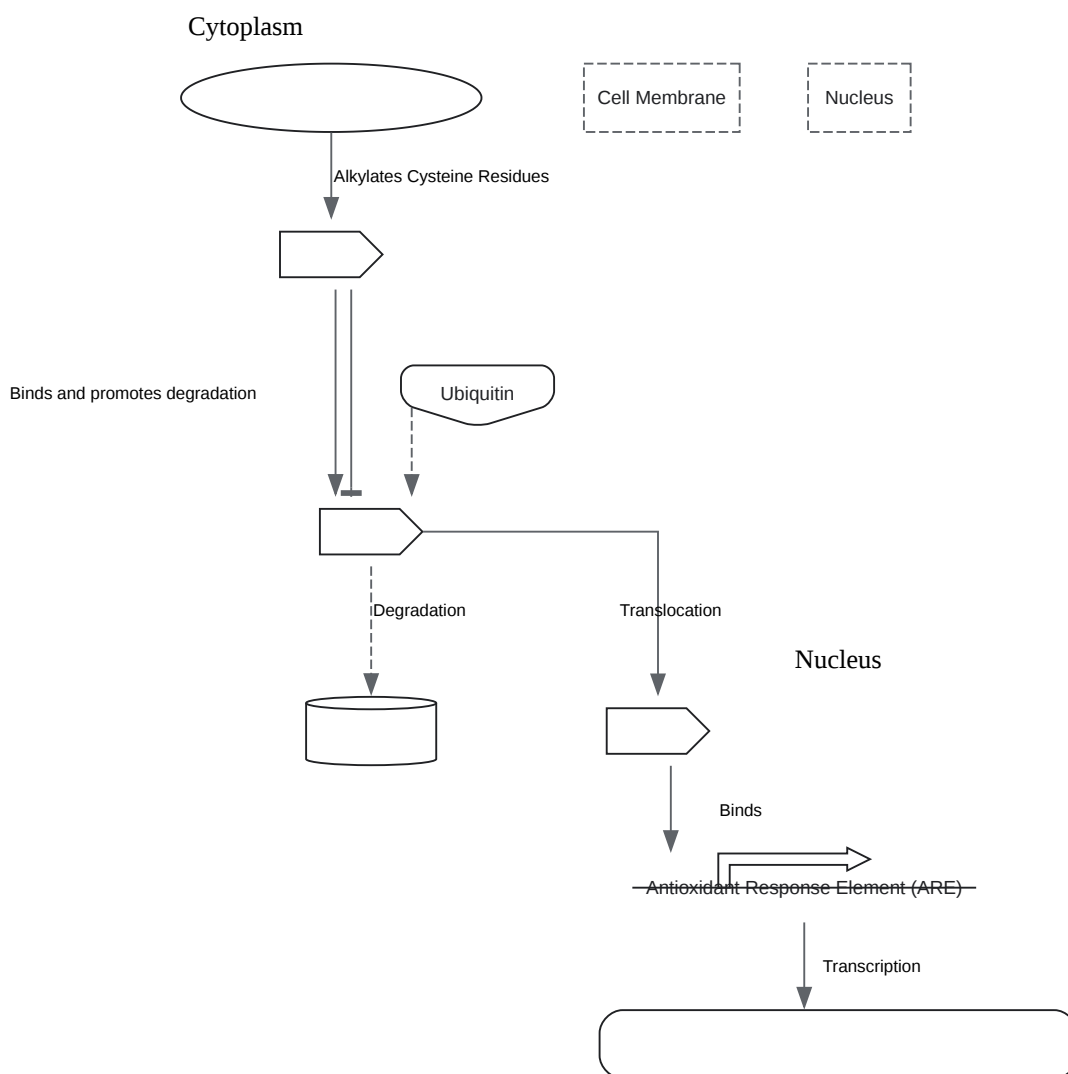 Cytoplasm
Cell Membrane
Nucleus
Alkylates Cysteine Residues
Binds and promotes degradation
Ubiquitin
Degradation
Translocation
Nucleus
Binds
Antioxidant Response Element (ARE)
Transcription